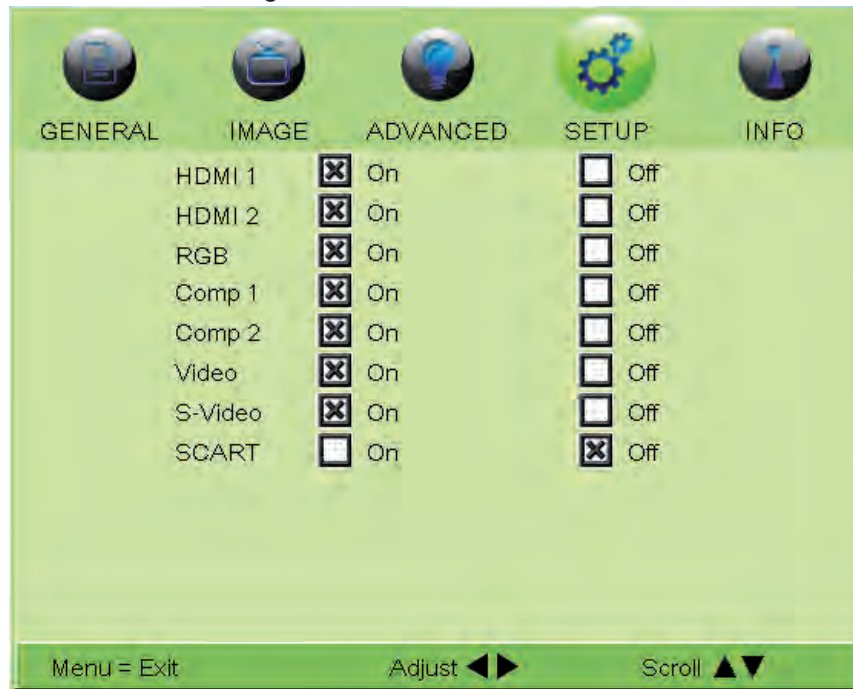 GENERAL IMAGE ADVANCED SETUP INFO
HDMI 1 On Off
HDMI 2 On Off
RGB On Off
Comp 1 On Off
Comp 2 On Off
Video On Off
S-Video On Off
SCART On Off
Menu = Exit Adjust ◀▶ Scroll ▲▼